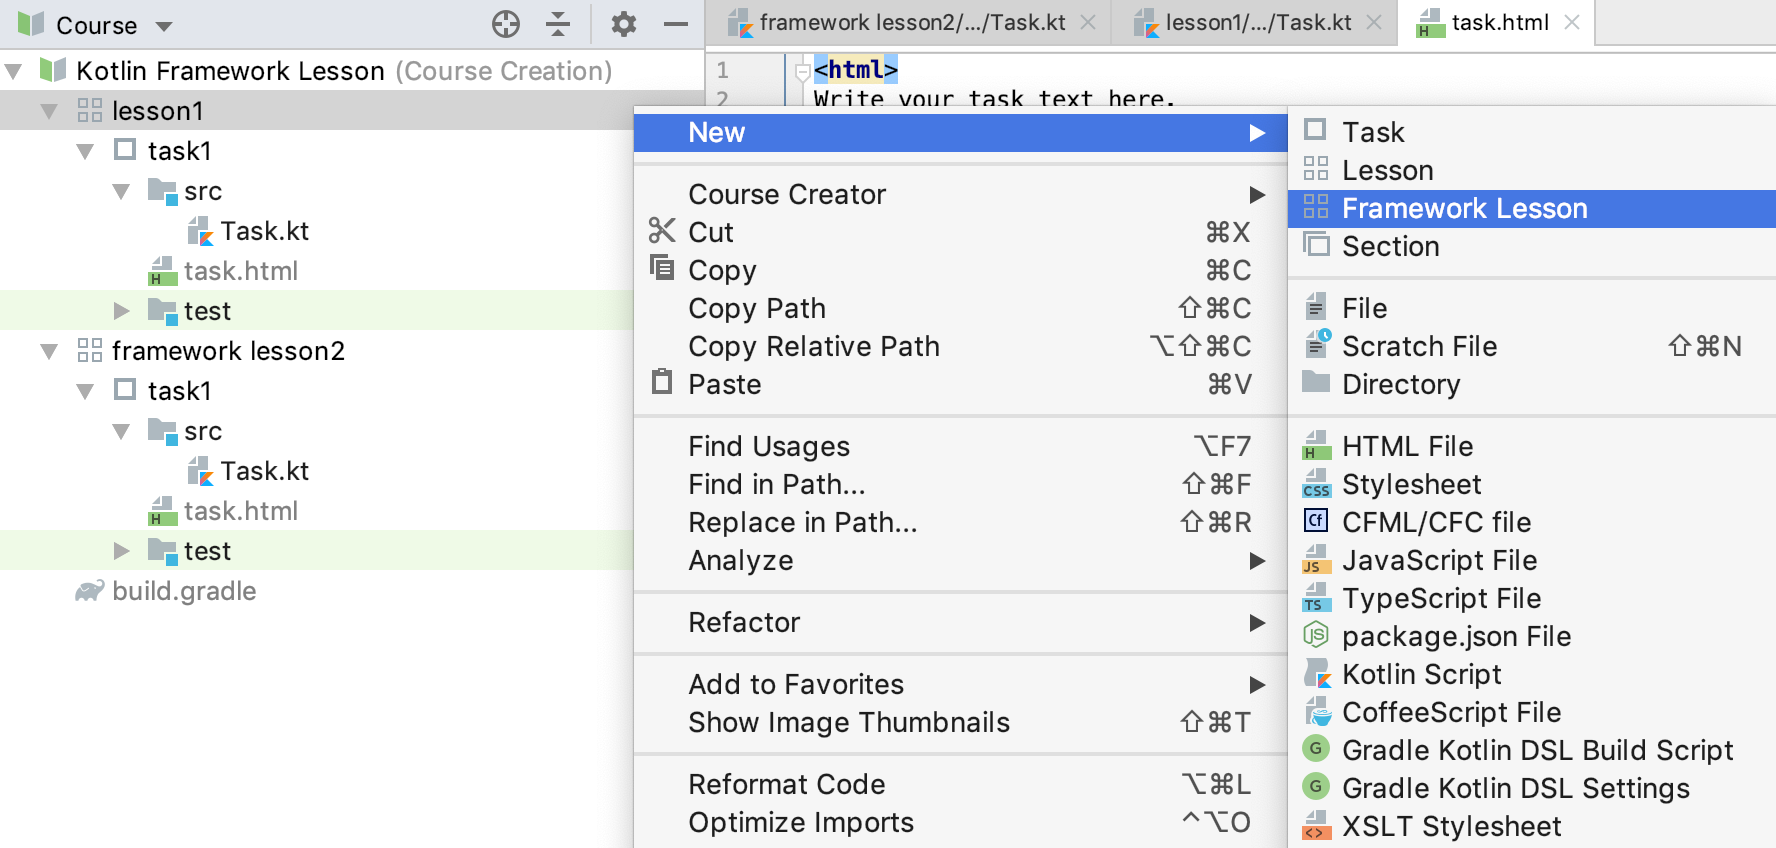 Course
framework lesson2/.../Task.kt
lesson1/.../Task.kt
task.html
Kotlin Framework Lesson (Course Creation)
lesson1
task1
src
Task.kt
task.html
test
framework lesson2
task1
src
Task.kt
task.html
test
build.gradle
1 <html>
2 Write your task text here.
New
Course Creator
Cut ⌘X
Copy ⌘C
Copy Path ⇧⌘C
Copy Relative Path ⌥⇧⌘C
Paste ⌘V
Find Usages ⌥F7
Find in Path... ⇧⌘F
Replace in Path... ⇧⌘R
Analyze
Refactor
Add to Favorites
Show Image Thumbnails ⇧⌘T
Reformat Code ⌥⌘L
Optimize Imports ^⌥O
Task
Lesson
Framework Lesson
Section
File
Scratch File ⇧⌘N
Directory
H HTML File
CSS Stylesheet
Cf CFML/CFC file
JS JavaScript File
TS TypeScript File
JS package.json File
Kotlin Script
CoffeeScript File
G Gradle Kotlin DSL Build Script
G Gradle Kotlin DSL Settings
<> XSLT Stylesheet